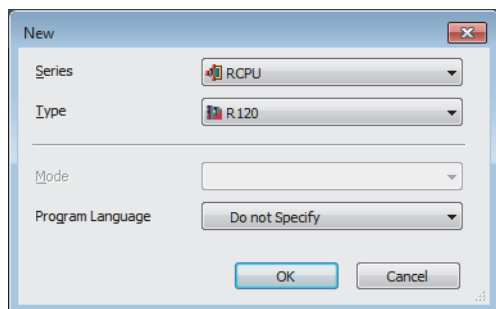 New
Series RCPU
Type R120
Mode
Program Language Do not Specify
OK Cancel